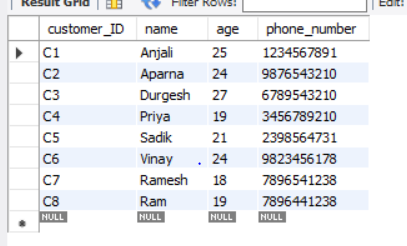 Result Grid Filter Rows: Edit:
customer_ID name age phone_number
C1 Anjali 25 1234567891
C2 Aparna 24 9876543210
C3 Durgesh 27 6789543210
C4 Priya 19 3456789210
C5 Sadik 21 2398564731
C6 Vinay . 24 9823456178
C7 Ramesh 18 7896541238
C8 Ram 19 7896441238
NULL NULL NULL NULL